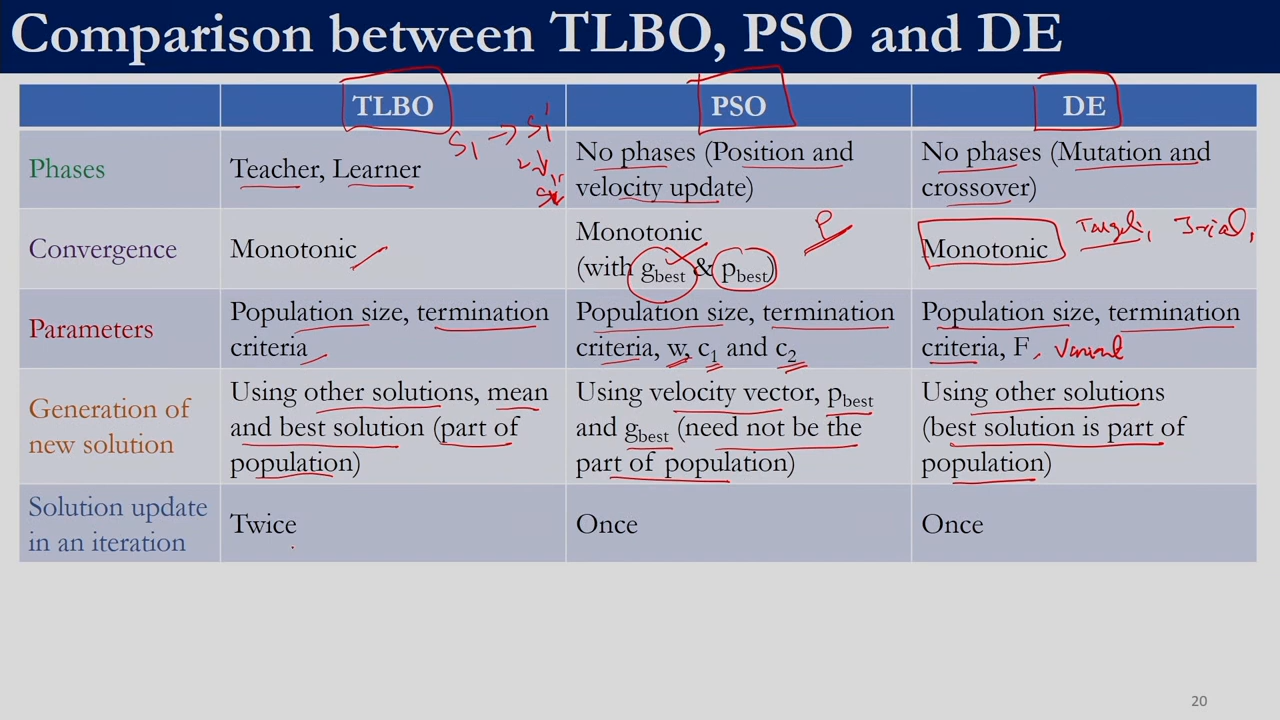 Comparison between TLBO, PSO and DE
TLBO
PSO
DE
S1 → S1'
Phases
Teacher, Learner
No phases (Position and
velocity update)
No phases (Mutation and
crossover)
Convergence
Monotonic
Monotonic
(with gbest & pbest)
P
Monotonic
Target, Trial,
Parameters
Population size, termination
criteria
Population size, termination
criteria, w, c1 and c2
Population size, termination
criteria, F, variant
Generation of
new solution
Using other solutions, mean
and best solution (part of
population)
Using velocity vector, pbest
and gbest (need not be the
part of population)
Using other solutions
(best solution is part of
population)
Solution update
in an iteration
Twice
Once
Once
20